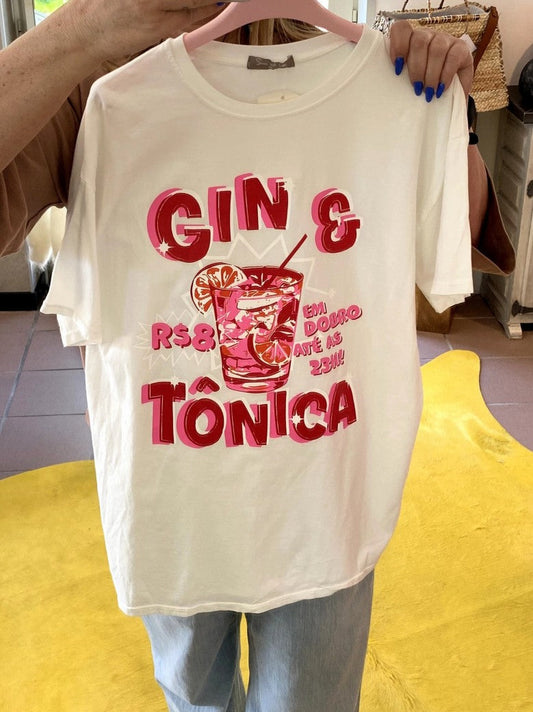 GIN &
R$8
EM
DOBRO
ATÉ AS
23H!
TÔNICA